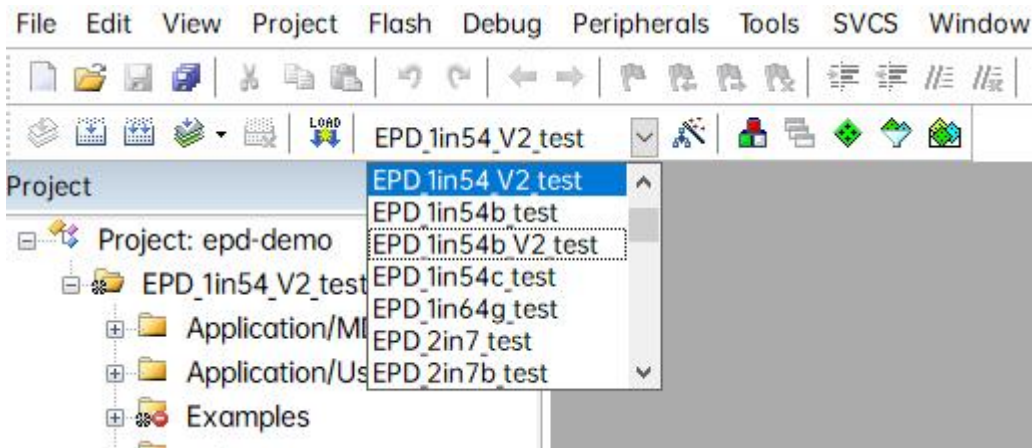 File Edit View Project Flash Debug Peripherals Tools SVCS Window
LOAD EPD_1in54_V2_test
Project
Project: epd-demo
EPD_1in54_V2_test
Application/MD
Application/Us
Examples
EPD_1in54_V2_test
EPD_1in54b_test
EPD_1in54b_V2_test
EPD_1in54c_test
EPD_1in64g_test
EPD_2in7_test
EPD_2in7b_test